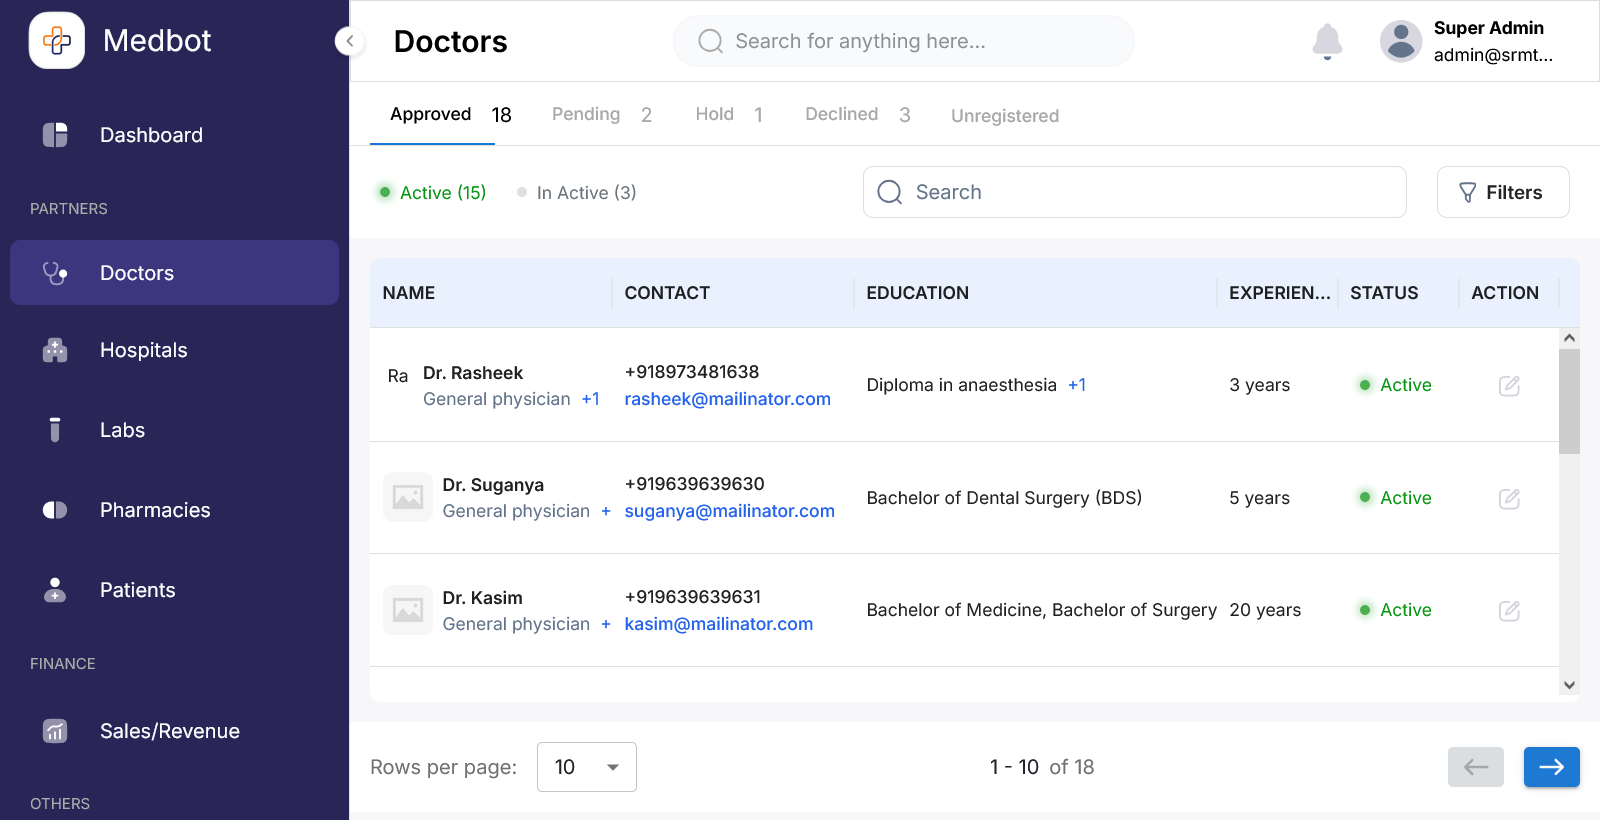 Medbot
Dashboard
PARTNERS
Doctors
Hospitals
Labs
Pharmacies
Patients
FINANCE
Sales/Revenue
OTHERS
Doctors
Search for anything here...
Super Admin
admin@srmt...
Approved 18 Pending 2 Hold 1 Declined 3 Unregistered
Active (15) In Active (3)
Search
Filters
NAME CONTACT EDUCATION EXPERIEN... STATUS ACTION
Ra Dr. Rasheek
General physician +1
+918973481638
rasheek@mailinator.com
Diploma in anaesthesia +1
3 years
Active
Dr. Suganya
General physician +
+919639639630
suganya@mailinator.com
Bachelor of Dental Surgery (BDS)
5 years
Active
Dr. Kasim
General physician +
+919639639631
kasim@mailinator.com
Bachelor of Medicine, Bachelor of Surgery
20 years
Active
Rows per page: 10
1 - 10 of 18